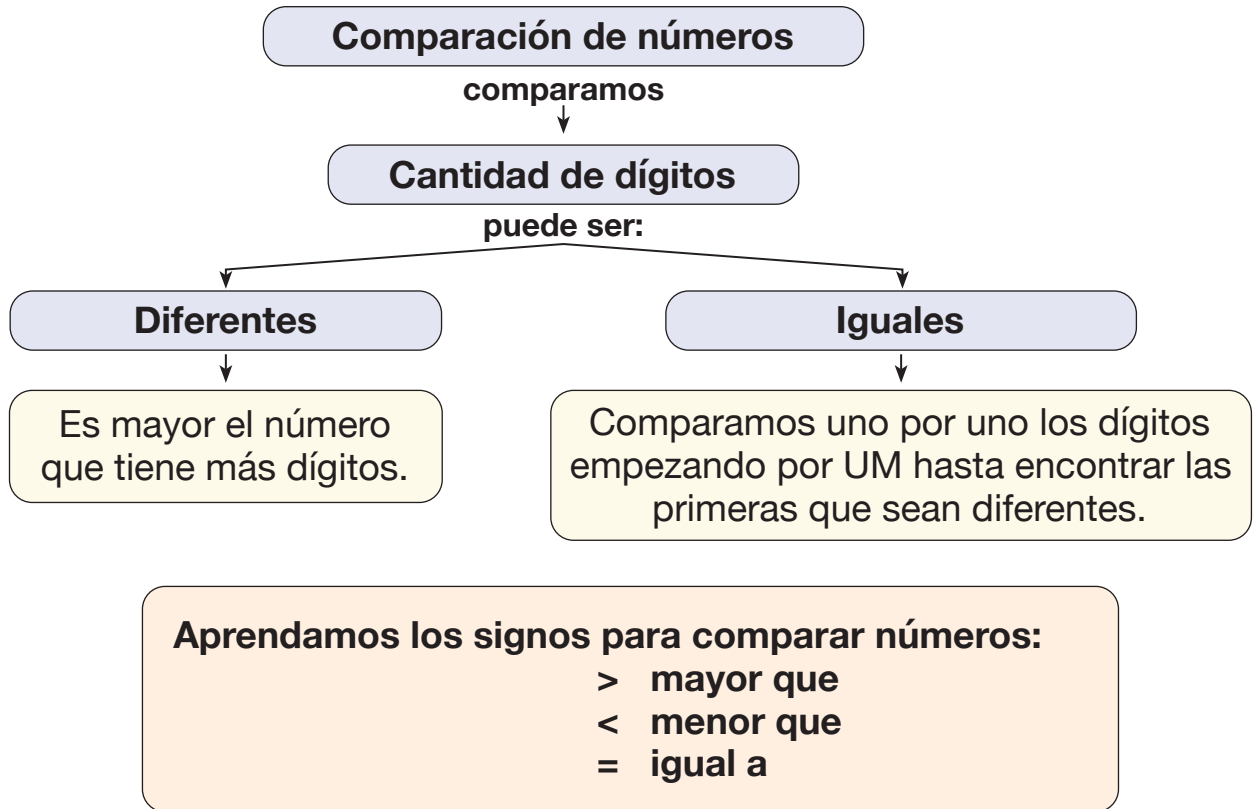 Comparación de números
comparamos
Cantidad de dígitos
puede ser:
Diferentes
Iguales
Es mayor el número
que tiene más dígitos.
Comparamos uno por uno los dígitos
empezando por UM hasta encontrar las
primeras que sean diferentes.
Aprendamos los signos para comparar números:
> mayor que
< menor que
= igual a